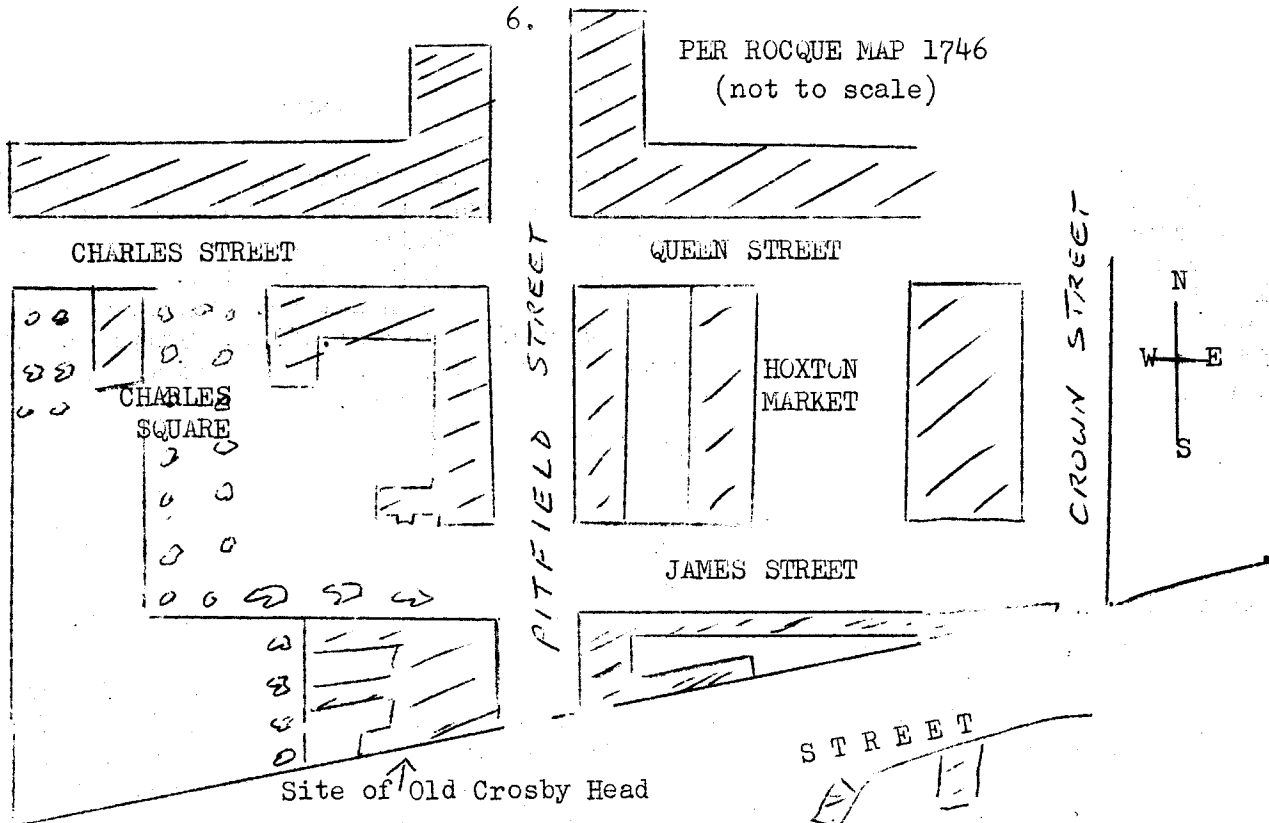 6.
PER ROCQUE MAP 1746
(not to scale)
CHARLES STREET
QUEEN STREET
PITFIELD STREET
CROWN STREET
N
W E
S
CHARLES
SQUARE
HOXTON
MARKET
JAMES STREET
STREET
Site of Old Crosby Head